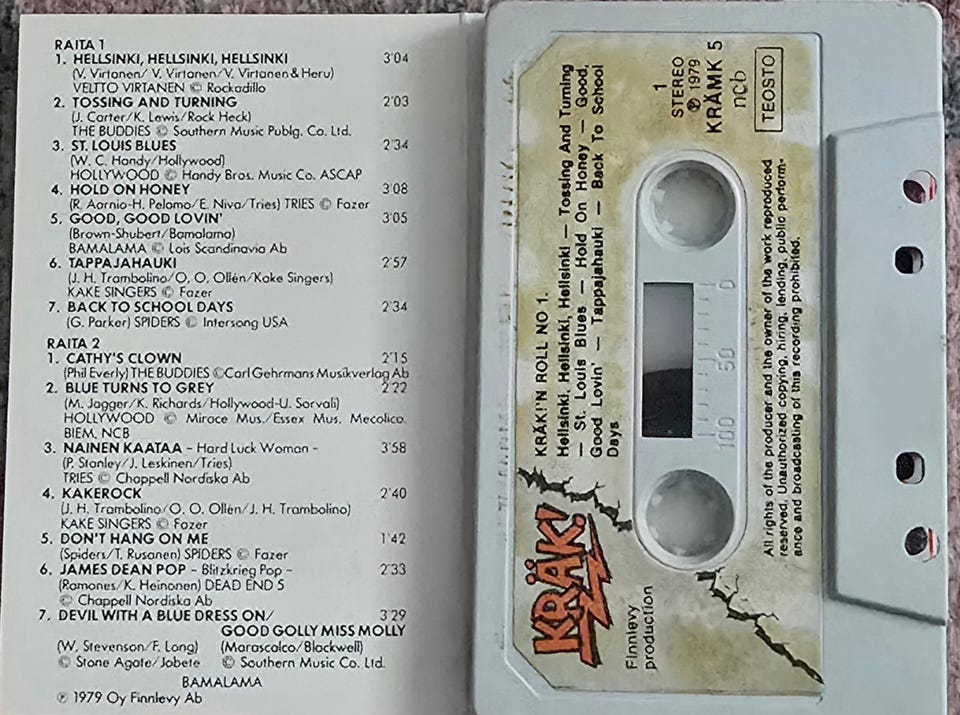 RAITA 1
1. HELLSINKI, HELLSINKI, HELLSINKI 3'04
(V. Virtanen/ V. Virtanen/V. Virtanen & Heru)
VELTTO VIRTANEN © Rockadillo
2. TOSSING AND TURNING 2'03
(J. Carter/K. Lewis/Rock Heck)
THE BUDDIES © Southern Music Publg. Co. Ltd.
3. ST. LOUIS BLUES 2'34
(W. C. Handy/Hollywood)
HOLLYWOOD © Handy Bros. Music Co. ASCAP
4. HOLD ON HONEY 3'08
(R. Aarnio-H. Pelomo/E. Niva/Tries) TRIES © Fazer
5. GOOD, GOOD LOVIN' 3'05
(Brown-Shubert/Bamalama)
BAMALAMA © Lois Scandinavia Ab
6. TAPPAJAHAUKI 2'57
(J. H. Trambolino/O. O. Ollén/Kake Singers)
KAKE SINGERS © Fazer
7. BACK TO SCHOOL DAYS 2'34
(G. Parker) SPIDERS © Intersong USA
RAITA 2
1. CATHY'S CLOWN 2'15
(Phil Everly) THE BUDDIES ©Carl Gehrmans Musikverlag Ab
2. BLUE TURNS TO GREY 2'22
(M. Jagger/K. Richards/Hollywood-U. Sorvali)
HOLLYWOOD © Mirace Mus./Essex Mus. Mecolico.
BIEM. NCB
3. NAINEN KAATAA – Hard Luck Woman – 3'58
(P. Stanley/J. Leskinen/Tries)
TRIES © Chappell Nordiska Ab
4. KAKEROCK 2'40
(J. H. Trambolino/O. O. Ollén/J. H. Trambolino)
KAKE SINGERS © Fazer
5. DON'T HANG ON ME 1'42
(Spiders/T. Rusanen) SPIDERS © Fazer
6. JAMES DEAN POP – Blitzkrieg Pop – 2'33
(Ramones/K. Heinonen) DEAD END 5
© Chappell Nordiska Ab
7. DEVIL WITH A BLUE DRESS ON/ 3'29
GOOD GOLLY MISS MOLLY
(W. Stevenson/F. Long) (Marascalco/Blackwell)
© Stone Agate/Jobete © Southern Music Co. Ltd.
BAMALAMA
℗ 1979 Oy Finnlevy Ab
KRÄK!
Finnlevy
production
KRÄK!'N ROLL NO 1.
Hellsinki, Hellsinki, Hellsinki – Tossing And Turning
– St. Louis Blues – Hold On Honey – Good,
Good Lovin' – Tappajahauki – Back To School
Days
1
STEREO
℗ 1979
KRÄMK 5
ncb
TEOSTO
100 50 0
All rights of the producer and the owner of the work reproduced
reserved. Unauthorized copying, hiring, lending, public perform-
ance and broadcasting of this recording prohibited.